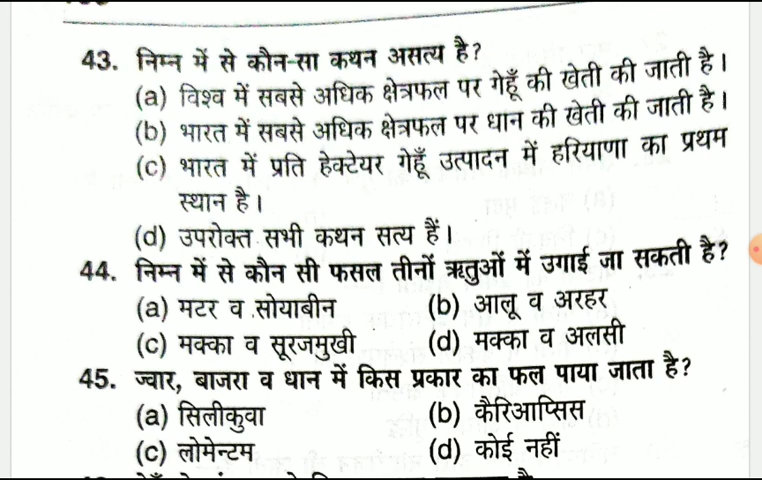 43. निम्न में से कौन-सा कथन असत्य है?
(a) विश्व में सबसे अधिक क्षेत्रफल पर गेहूँ की खेती की जाती है।
(b) भारत में सबसे अधिक क्षेत्रफल पर धान की खेती की जाती है।
(c) भारत में प्रति हेक्टेयर गेहूँ उत्पादन में हरियाणा का प्रथम
स्थान है।
(d) उपरोक्त सभी कथन सत्य हैं।
44. निम्न में से कौन सी फसल तीनों ऋतुओं में उगाई जा सकती है?
(a) मटर व सोयाबीन (b) आलू व अरहर
(c) मक्का व सूरजमुखी (d) मक्का व अलसी
45. ज्वार, बाजरा व धान में किस प्रकार का फल पाया जाता है?
(a) सिलीकुवा (b) कैरिआप्सिस
(c) लोमेन्टम (d) कोई नहीं